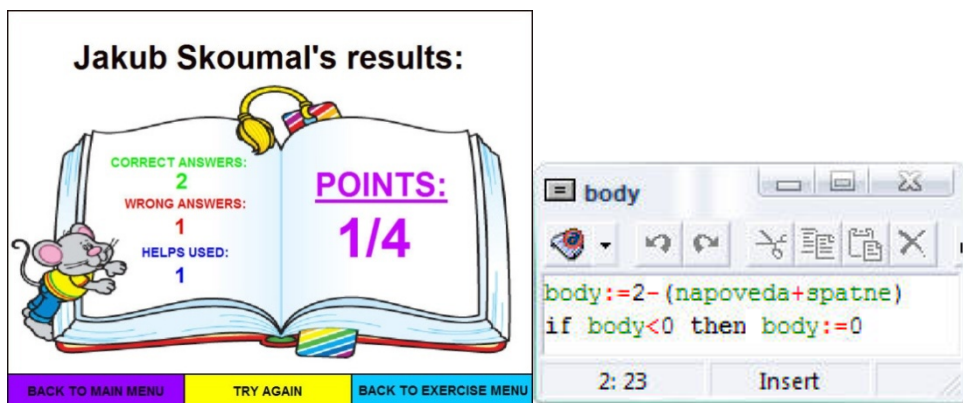 Jakub Skoumal's results:
CORRECT ANSWERS:
2
WRONG ANSWERS:
1
HELPS USED:
1
POINTS:
1/4
BACK TO MAIN MENU
TRY AGAIN
BACK TO EXERCISE MENU
body
body:=2-(napoveda+spatne)
if body<0 then body:=0
2: 23
Insert